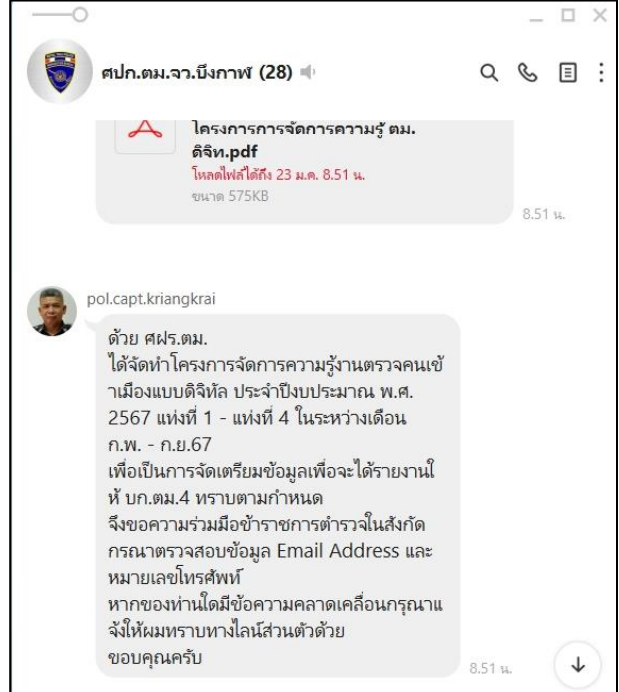 ศปก.ตม.จว.บึงกาฬ (28)
โครงการการจัดการความรู้ ตม.
ดิจิท.pdf
โหลดไฟล์ได้ถึง 23 ม.ค. 8.51 น.
ขนาด 575KB
8.51 น.
pol.capt.kriangkrai
ด้วย ศฝร.ตม.
ได้จัดทำโครงการจัดการความรู้งานตรวจคนเข้
าเมืองแบบดิจิทัล ประจำปีงบประมาณ พ.ศ.
2567 แท่งที่ 1 - แท่งที่ 4 ในระหว่างเดือน
ก.พ. - ก.ย.67
เพื่อเป็นการจัดเตรียมข้อมูลเพื่อจะได้รายงานใ
ห้ บก.ตม.4 ทราบตามกำหนด
จึงขอความร่วมมือข้าราชการตำรวจในสังกัด
กรุณาตรวจสอบข้อมูล Email Address และ
หมายเลขโทรศัพท์
หากของท่านใดมีข้อความคลาดเคลื่อนกรุณาแ
จ้งให้ผมทราบทางไลน์ส่วนตัวด้วย
ขอบคุณครับ
8.51 น.